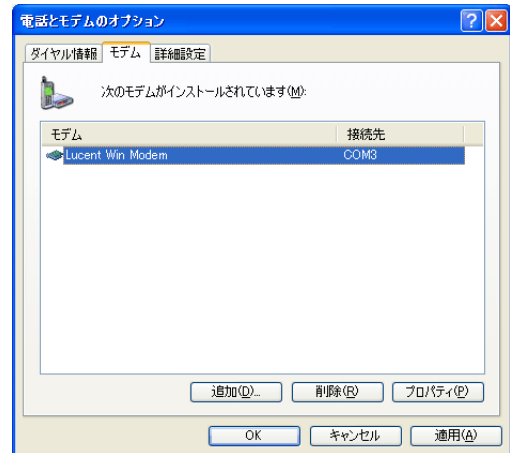 電話とモデムのオプション
ダイヤル情報 モデム 詳細設定
次のモデムがインストールされています(M):
モデム 接続先
Lucent Win Modem COM3
追加(D)... 削除(R) プロパティ(P)
OK キャンセル 適用(A)